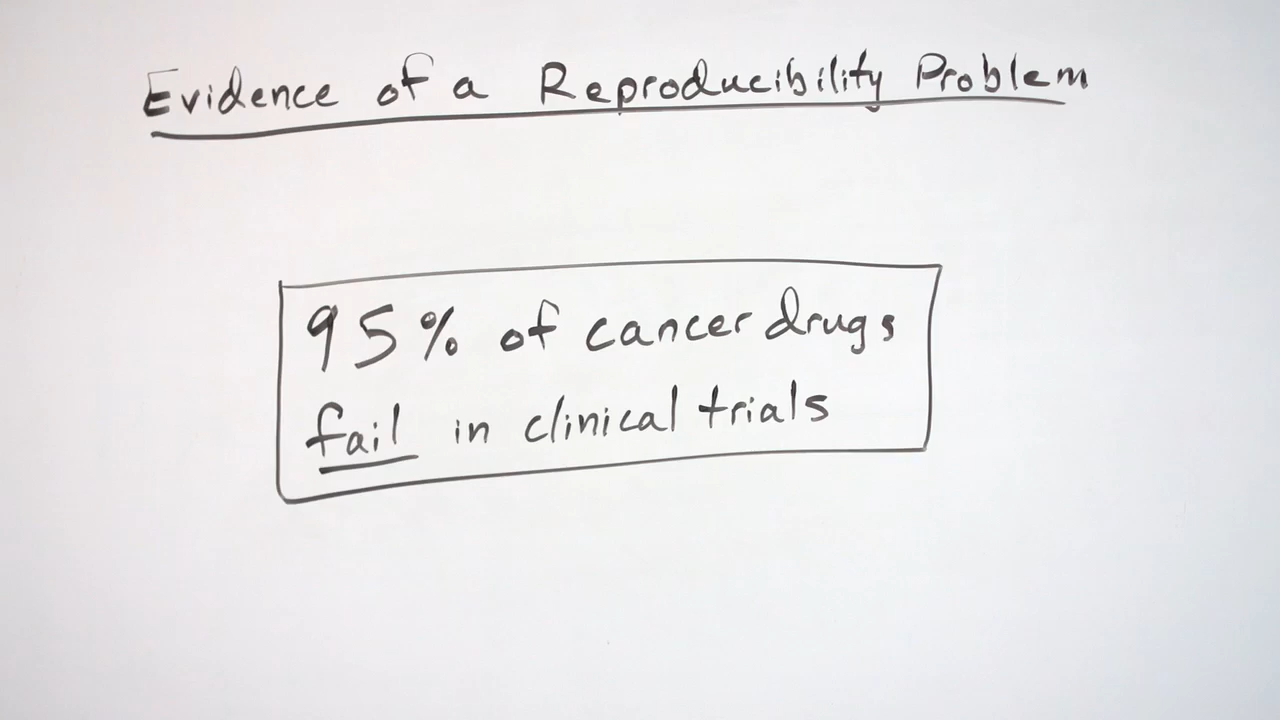 Evidence of a Reproducibility Problem
95% of cancer drugs
fail in clinical trials